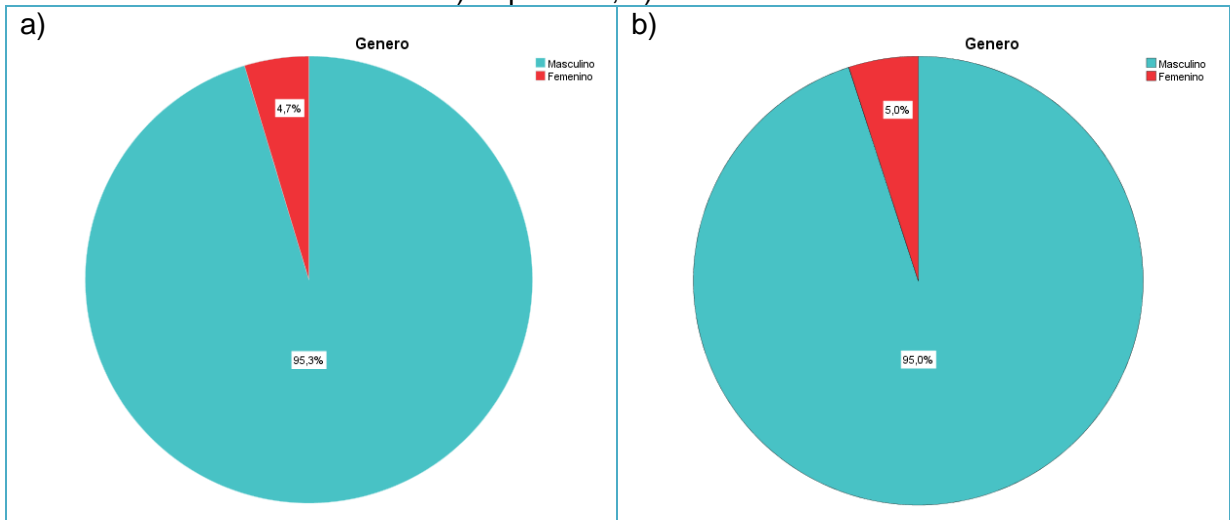 a)
Genero
Masculino
Femenino
4,7%
95,3%
b)
Genero
Masculino
Femenino
5,0%
95,0%